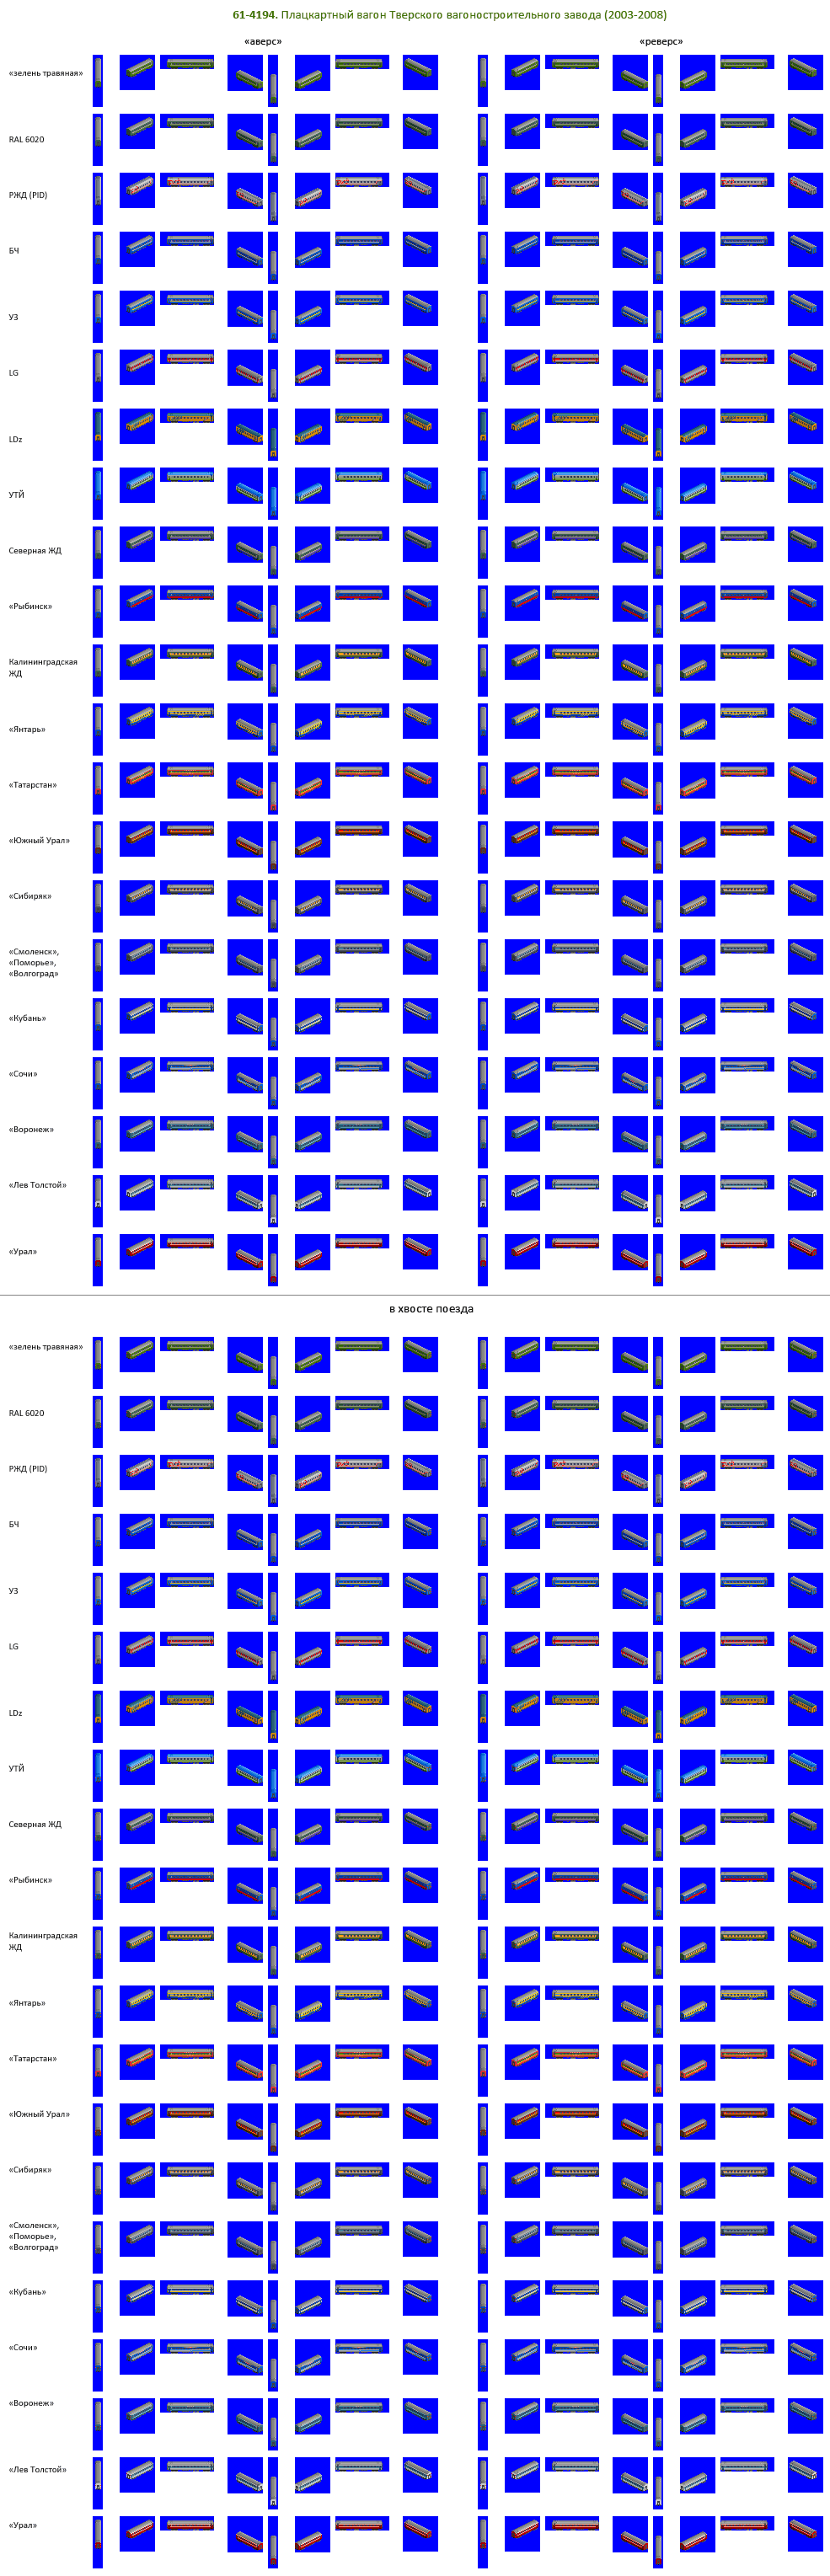 61-4194. Плацкартный вагон Тверского вагоностроительного завода (2003-2008)
«аверс» «реверс»
«зелень травяная»
RAL 6020
РЖД (PID)
БЧ
УЗ
LG
LDz
УТЙ
Северная ЖД
«Рыбинск»
Калининградская
ЖД
«Янтарь»
«Татарстан»
«Южный Урал»
«Сибиряк»
«Смоленск»,
«Поморье»,
«Волгоград»
«Кубань»
«Сочи»
«Воронеж»
«Лев Толстой»
«Урал»
в хвосте поезда
«зелень травяная»
RAL 6020
РЖД (PID)
БЧ
УЗ
LG
LDz
УТЙ
Северная ЖД
«Рыбинск»
Калининградская
ЖД
«Янтарь»
«Татарстан»
«Южный Урал»
«Сибиряк»
«Смоленск»,
«Поморье»,
«Волгоград»
«Кубань»
«Сочи»
«Воронеж»
«Лев Толстой»
«Урал»